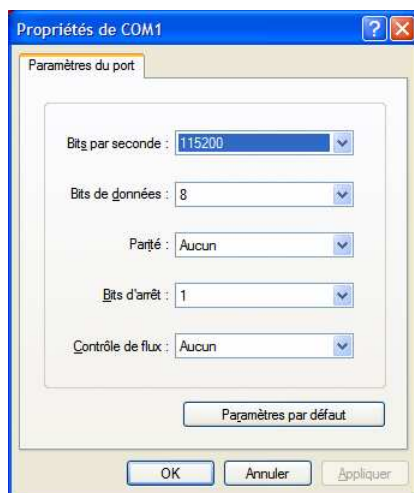 Propriétés de COM1
Paramètres du port
Bits par seconde : 115200
Bits de données : 8
Parité : Aucun
Bits d'arrêt : 1
Contrôle de flux : Aucun
Paramètres par défaut
OK Annuler Appliquer